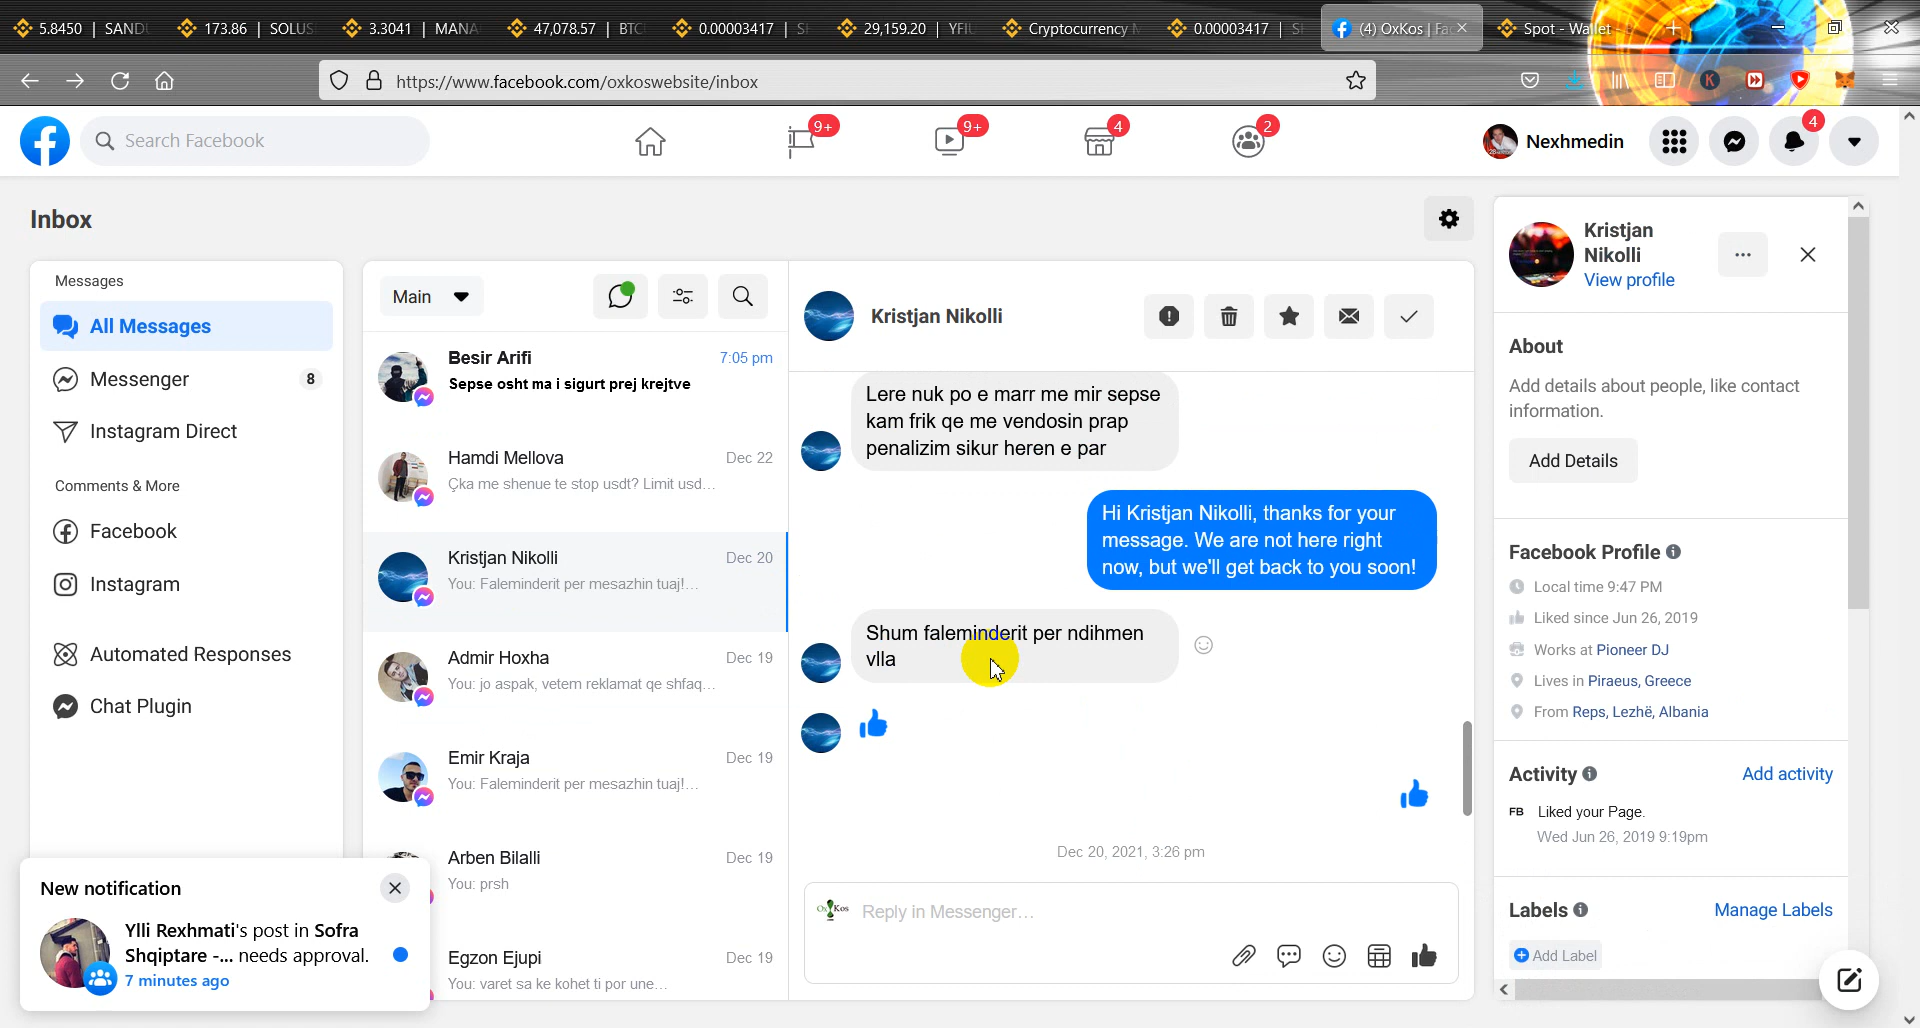 5.8450 | SAND
173.86 | SOLUS
3.3041 | MANA
47,078.57 | BTC
0.00003417 | S
29,159.20 | YFI
Cryptocurrency
0.00003417 | S
(4) OxKos | Fac
Spot - Wallet
https://www.facebook.com/oxkoswebsite/inbox
Search Facebook
9+
9+
4
2
Nexhmedin
4
Inbox
Messages
All Messages
Messenger
8
Instagram Direct
Comments & More
Facebook
Instagram
Automated Responses
Chat Plugin
Main
Besir Arifi
7:05 pm
Sepse osht ma i sigurt prej krejtve
Hamdi Mellova
Dec 22
Çka me shenue te stop usdt? Limit usd...
Kristjan Nikolli
Dec 20
You: Faleminderit per mesazhin tuaj!...
Admir Hoxha
Dec 19
You: jo aspak, vetem reklamat qe shfaq...
Emir Kraja
Dec 19
You: Faleminderit per mesazhin tuaj!...
Arben Bilalli
Dec 19
You: prsh
Egzon Ejupi
Dec 19
You: varet sa ke kohet ti por une...
Kristjan Nikolli
Lere nuk po e marr me mir sepse
kam frik qe me vendosin prap
penalizim sikur heren e par
Hi Kristjan Nikolli, thanks for your
message. We are not here right
now, but we'll get back to you soon!
Shum faleminderit per ndihmen
vlla
Dec 20, 2021, 3:26 pm
Reply in Messenger...
Kristjan
Nikolli
View profile
About
Add details about people, like contact
information.
Add Details
Facebook Profile
Local time 9:47 PM
Liked since Jun 26, 2019
Works at Pioneer DJ
Lives in Piraeus, Greece
From Reps, Lezhë, Albania
Activity
Add activity
FB Liked your Page.
Wed Jun 26, 2019 9:19pm
Labels
Manage Labels
Add Label
New notification
Ylli Rexhmati's post in Sofra
Shqiptare -... needs approval.
7 minutes ago